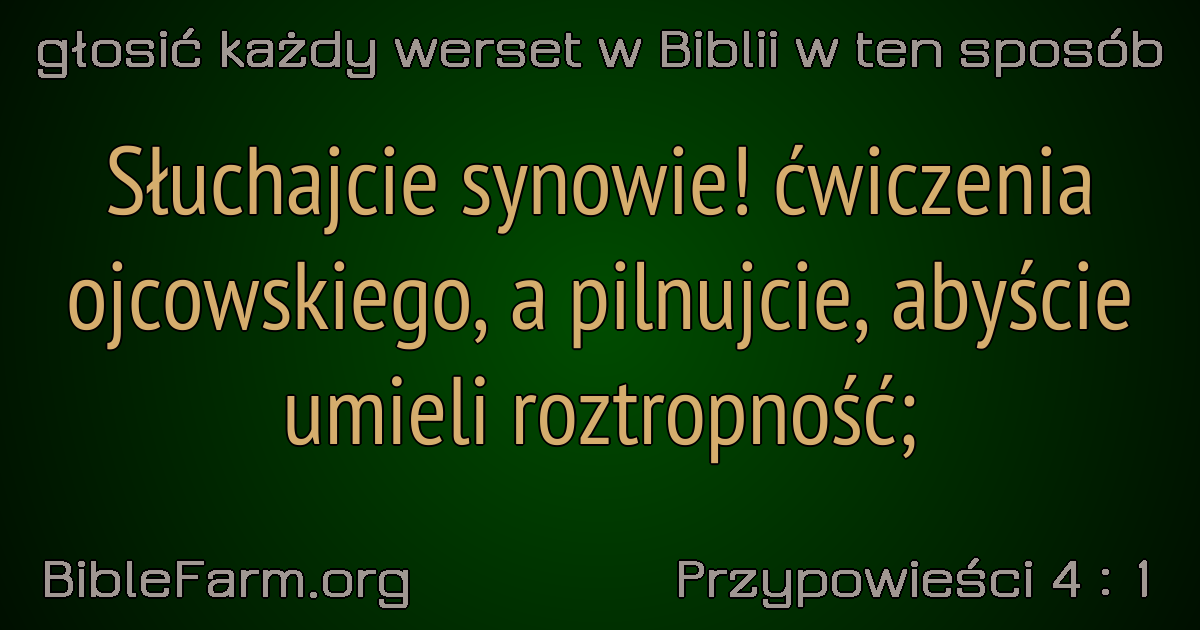 głosić każdy werset w Biblii w ten sposób
Słuchajcie synowie! ćwiczenia
ojcowskiego, a pilnujcie, abyście
umieli roztropność;
BibleFarm.org
Przypowieści 4 : 1